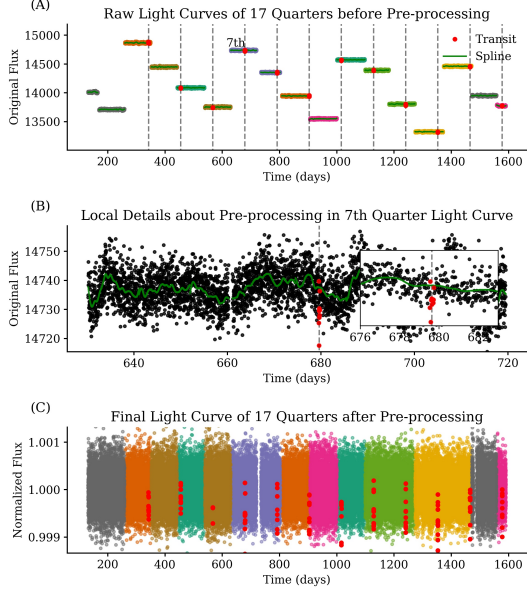 (A)
Raw Light Curves of 17 Quarters before Pre-processing
15000
14500
14000
13500
Original Flux
7th
Transit
Spline
200 400 600 800 1000 1200 1400 1600
Time (days)
(B)
Local Details about Pre-processing in 7th Quarter Light Curve
14750
14740
14730
14720
Original Flux
676 678 680 682
640 660 680 700 720
Time (days)
(C)
Final Light Curve of 17 Quarters after Pre-processing
1.001
1.000
0.999
Normalized Flux
200 400 600 800 1000 1200 1400 1600
Time (days)